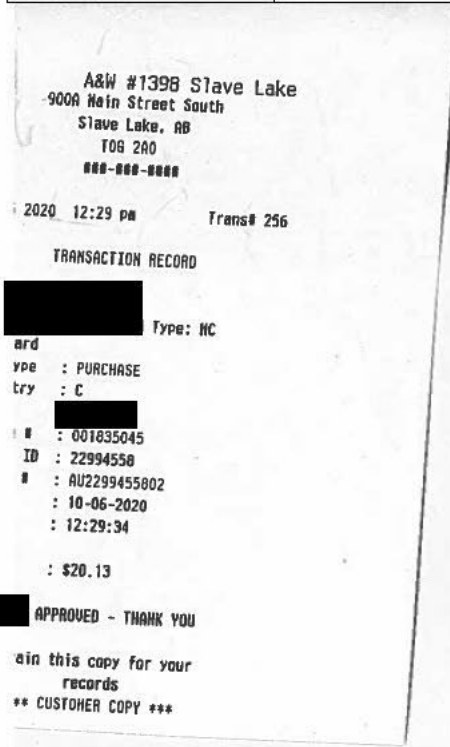 A&W #1398 Slave Lake
-900A Main Street South
Slave Lake, AB
T0G 2A0
###-###-####
2020 12:29 pm Trans# 256
TRANSACTION RECORD
Type: MC
ard
ype : PURCHASE
try : C
# : 001835045
ID : 22994558
# : AU2299455802
: 10-06-2020
: 12:29:34
: $20.13
APPROVED - THANK YOU
ain this copy for your
records
** CUSTOMER COPY ***